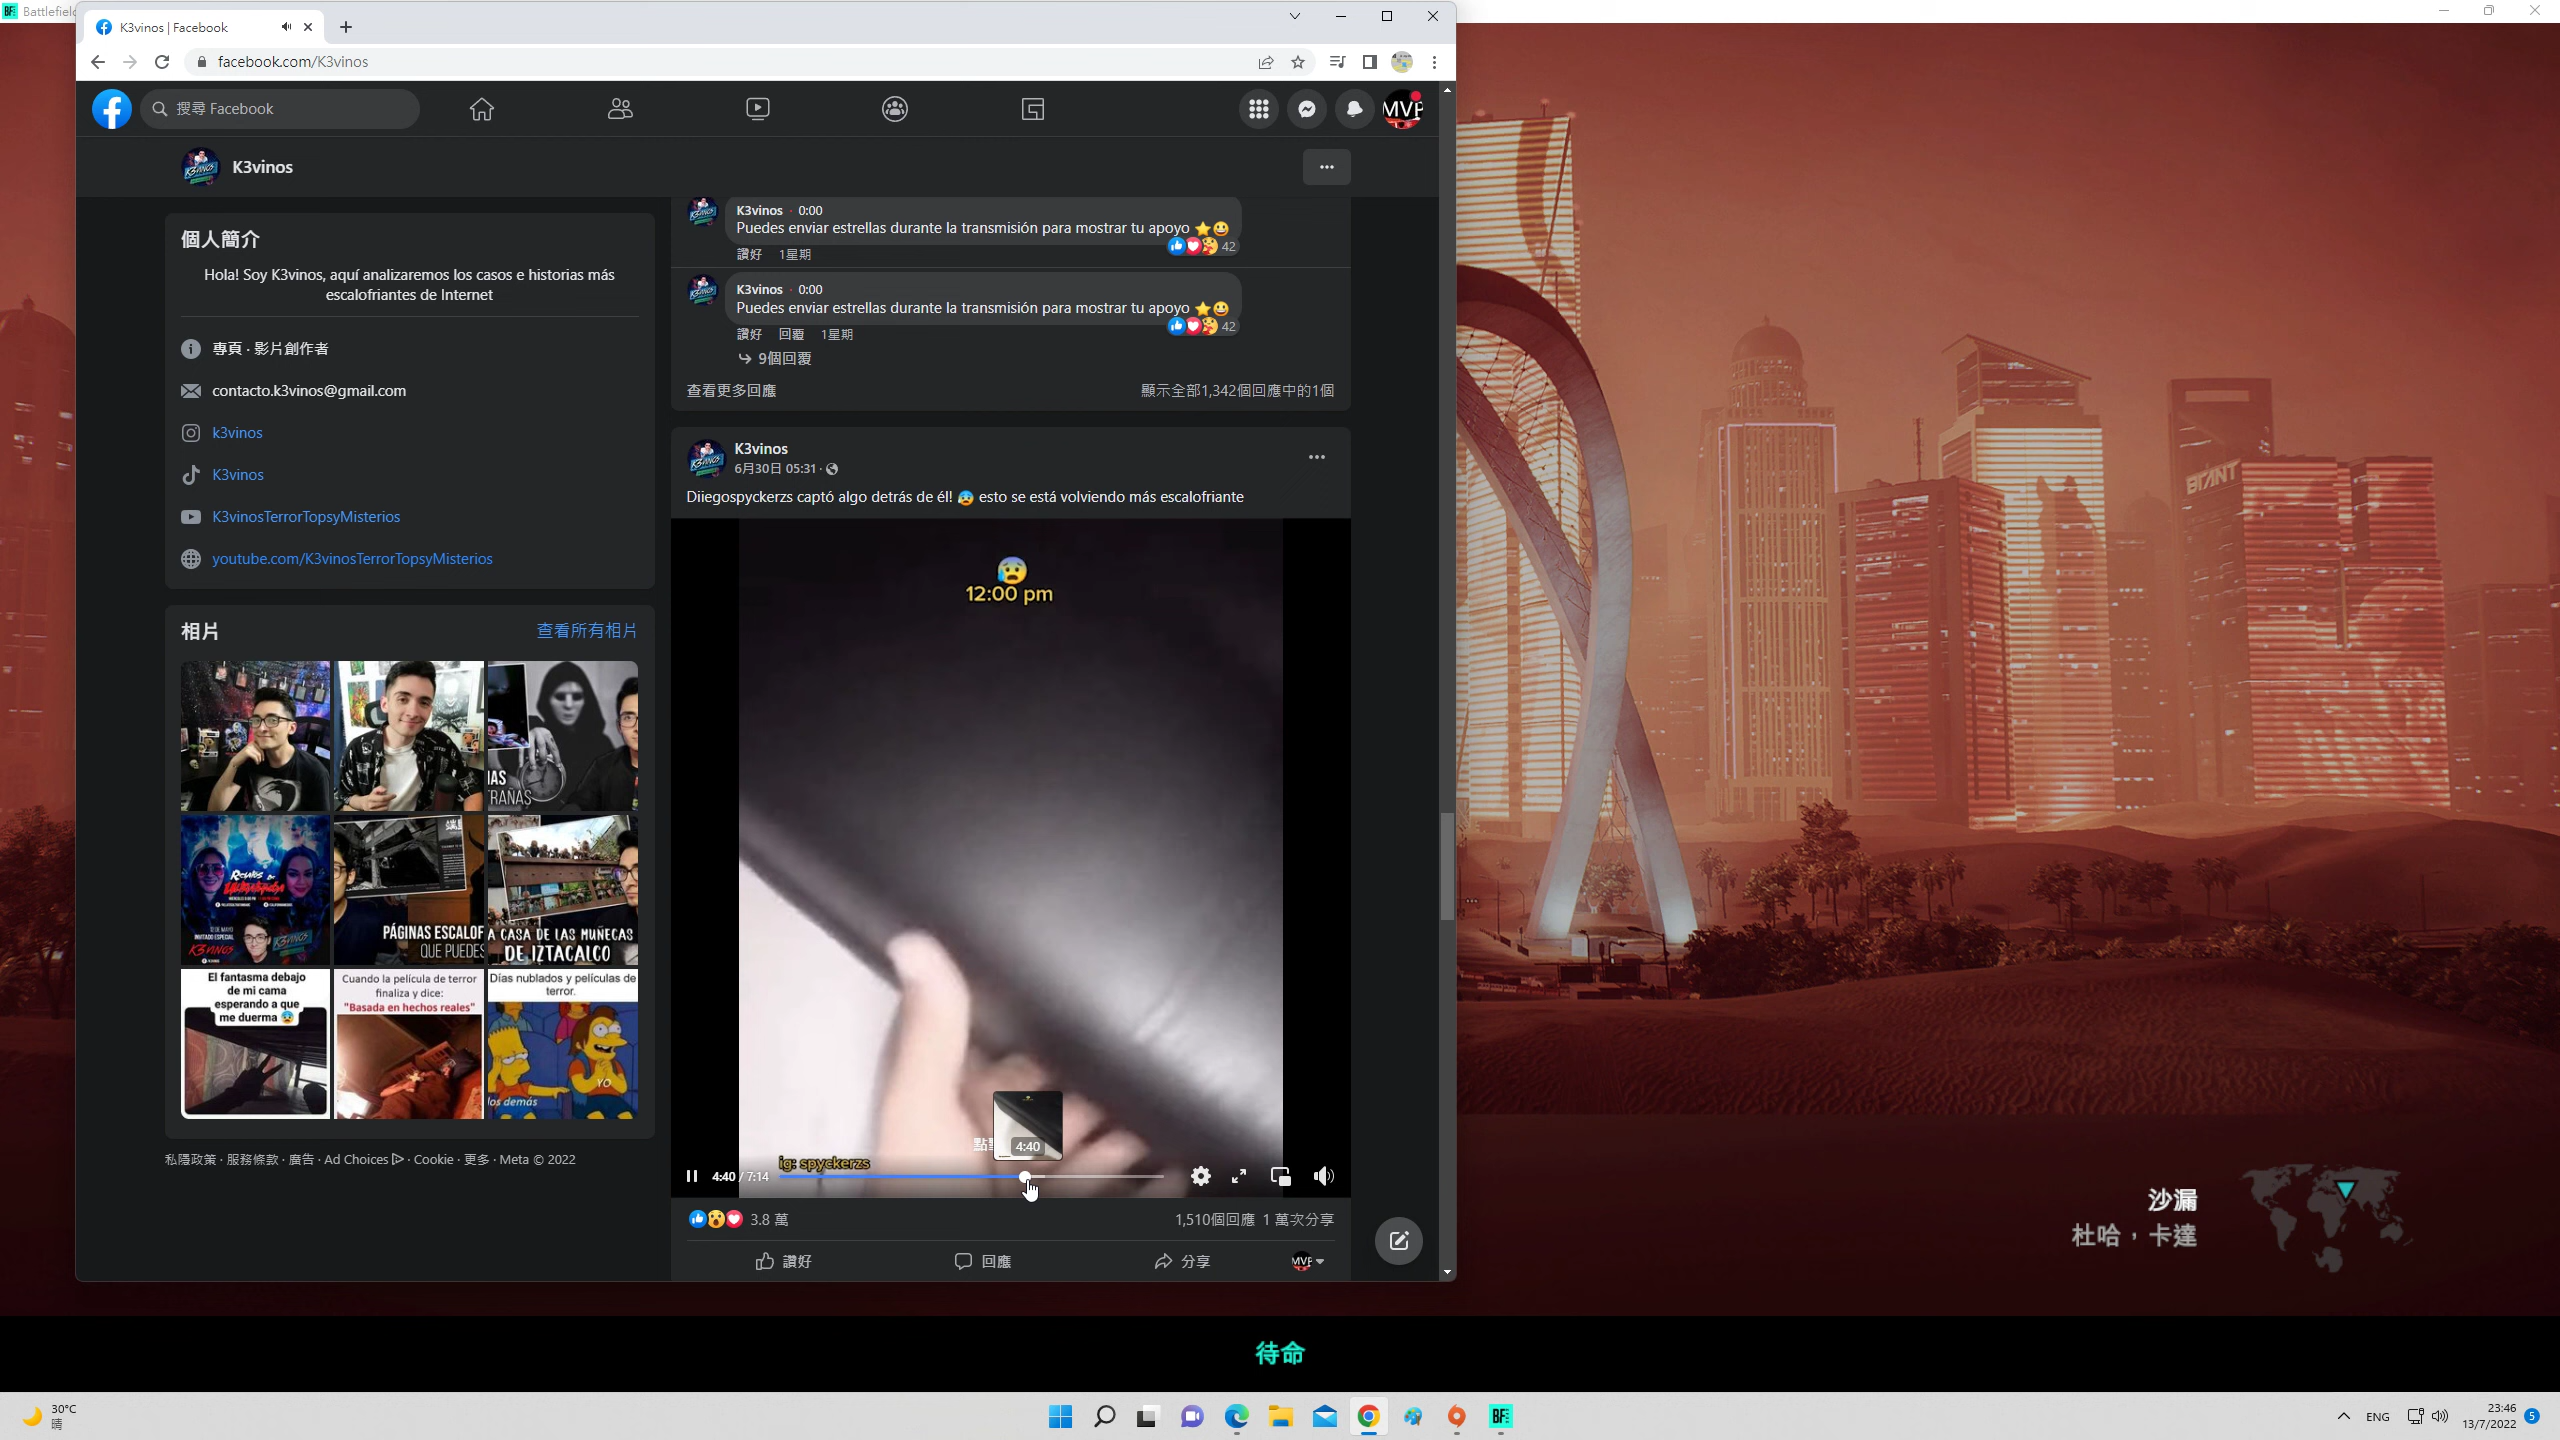 Battlefield
K3vinos | Facebook
facebook.com/K3vinos
搜尋 Facebook
K3vinos
個人簡介
Hola! Soy K3vinos, aquí analizaremos los casos e historias más
escalofriantes de Internet
專頁 · 影片創作者
contacto.k3vinos@gmail.com
k3vinos
K3vinos
K3vinosTerrorTopsyMisterios
youtube.com/K3vinosTerrorTopsyMisterios
相片
查看所有相片
IAS
TRAÑAS
PÁGINAS ESCALOF
QUE PUEDES
A CASA DE LAS MUÑECAS
DE IZTACALCO
El fantasma debajo
de mi cama
esperando a que
me duerma 😰
Cuando la película de terror
finaliza y dice:
"Basada en hechos reales"
Días nublados y películas de
terror.
YO
los demás
私隱政策 · 服務條款 · 廣告 · Ad Choices · Cookie · 更多 · Meta © 2022
K3vinos · 0:00
Puedes enviar estrellas durante la transmisión para mostrar tu apoyo ⭐😀
42
讚好 1星期
K3vinos · 0:00
Puedes enviar estrellas durante la transmisión para mostrar tu apoyo ⭐😀
42
讚好 回覆 1星期
9個回覆
查看更多回應
顯示全部1,342個回應中的1個
K3vinos
6月30日 05:31 ·
Diiegospyckerzs captó algo detrás de él! 😰 esto se está volviendo más escalofriante
😰
12:00 pm
4:40
ig: spyckerzs
4:40 / 7:14
3.8 萬
1,510個回應 1 萬次分享
讚好
回應
分享
MVP
BTANT
沙漏
杜哈，卡達
待命
30°C
晴
BF
ENG
23:46
13/7/2022
5